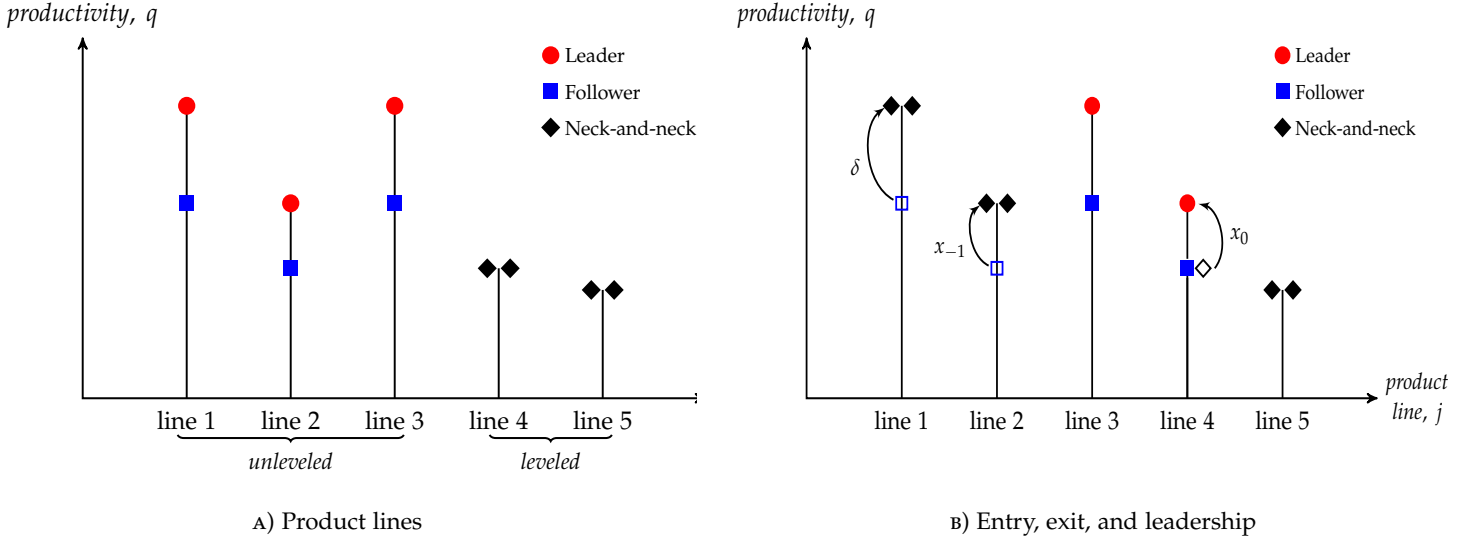 productivity, q
Leader
Follower
Neck-and-neck
line 1 line 2 line 3 line 4 line 5
unleveled leveled
A) Product lines
productivity, q
Leader
Follower
Neck-and-neck
δ
x₋₁
x₀
line 1 line 2 line 3 line 4 line 5
product
line, j
B) Entry, exit, and leadership